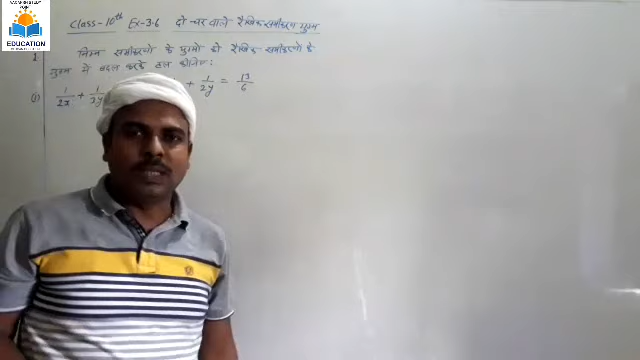 EDUCATION
Class-10th Ex-3.6 दो चर वाले रैखिक समीकरण युग्म
1 निम्न समीकरणों के युग्मों को रैखिक समीकरणों के
युग्म में बदल करके हल कीजिए:
(i) 1/2x + 1/3y + 1/2y = 13/6